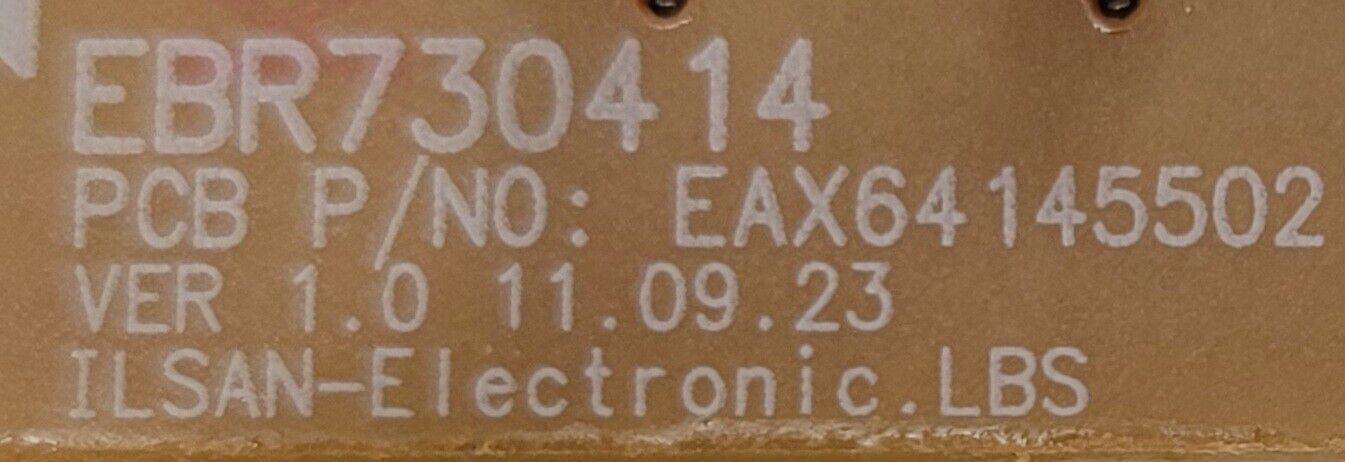 EBR730414
PCB P/NO: EAX64145502
VER 1.0 11.09.23
ILSAN-Electronic.LBS